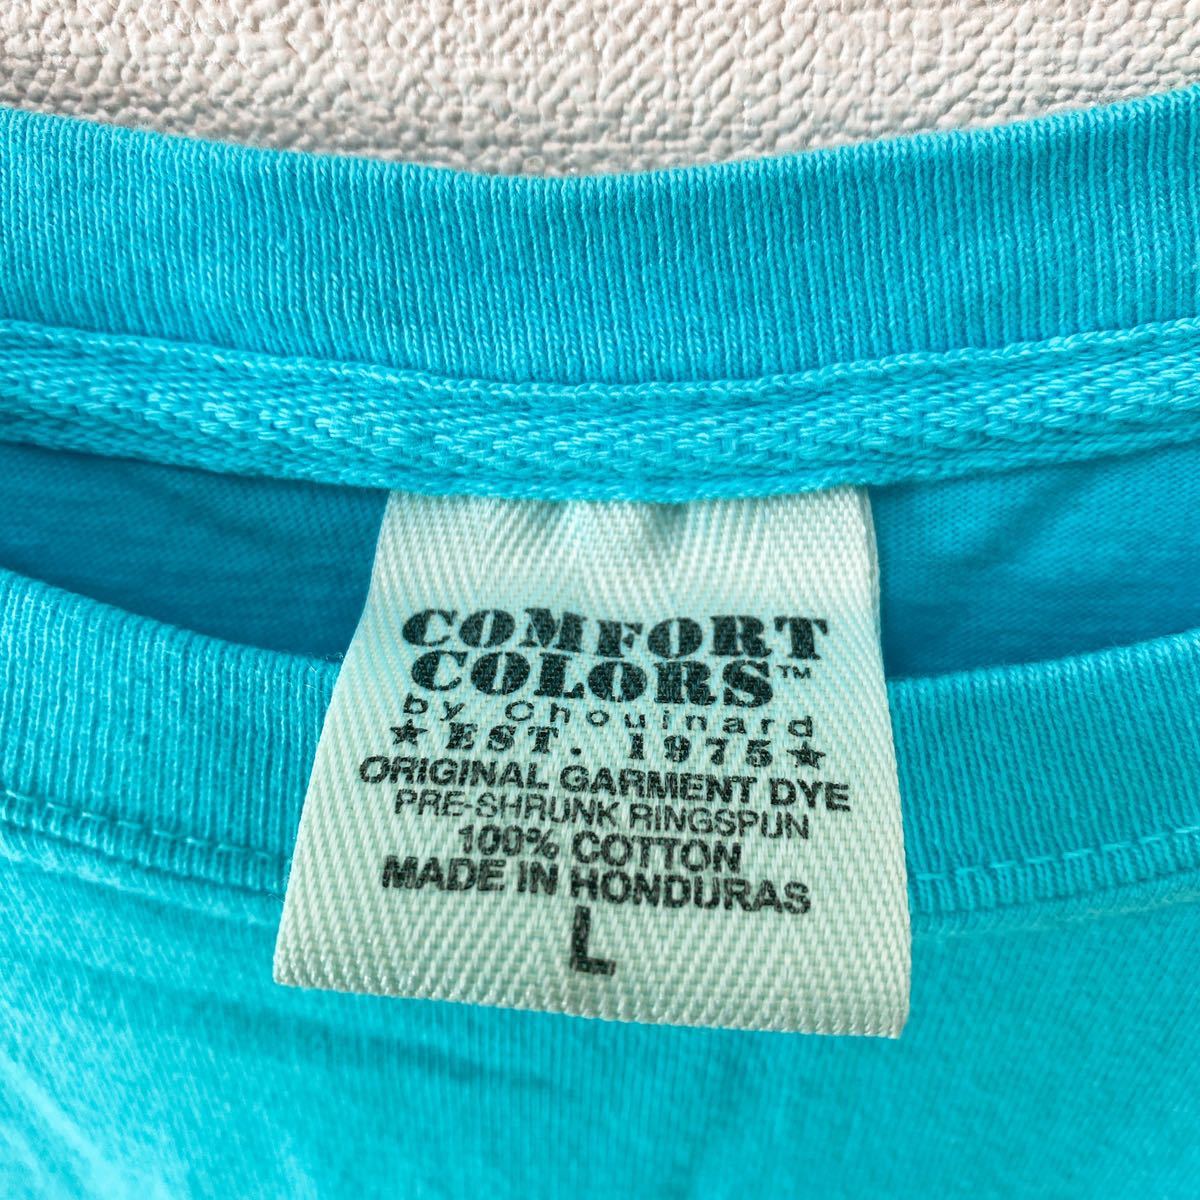 COMFORT
COLORS™
by Chouinard
★ EST. 1975 ★
ORIGINAL GARMENT DYE
PRE-SHRUNK RINGSPUN
100% COTTON
MADE IN HONDURAS
L